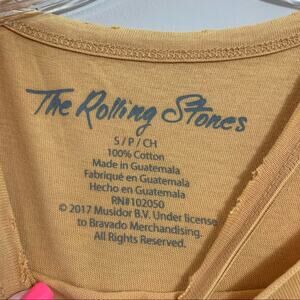 The Rolling Stones
S / P / CH
100% Cotton
Made in Guatemala
Fabriqué en Guatemala
Hecho en Guatemala
RN#102050
© 2017 Musidor B.V. Under license
to Bravado Merchandising.
All Rights Reserved.